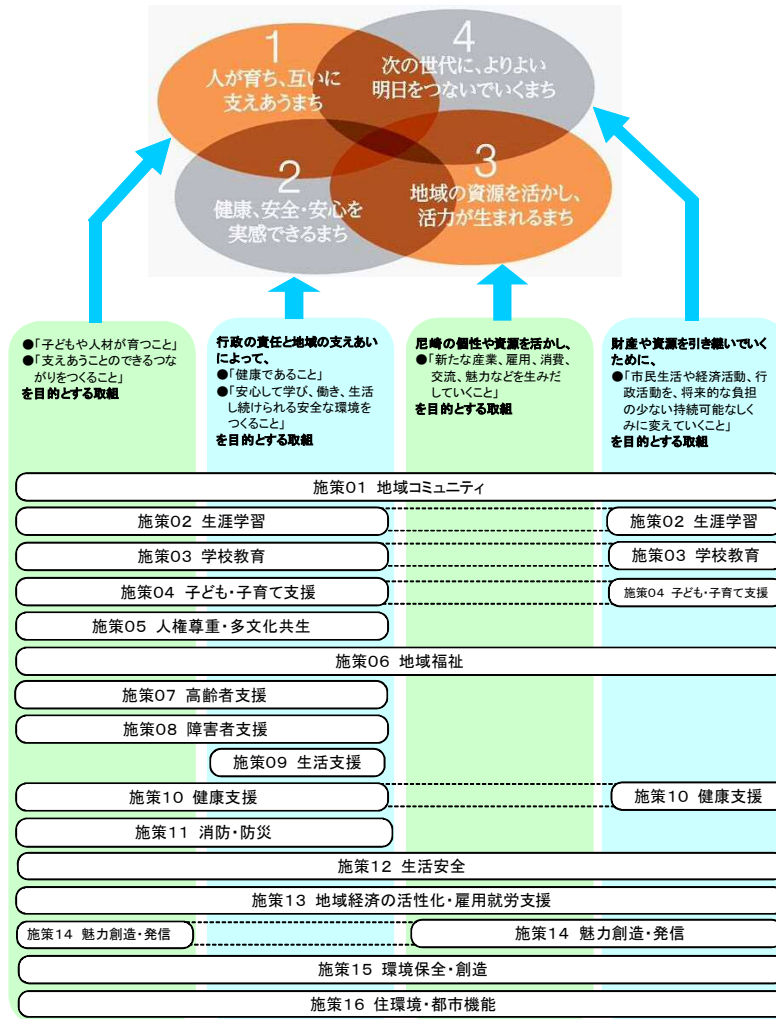 1
人が育ち、互いに
支えあうまち
4
次の世代に、よりよい
明日をつないでいくまち
2
健康、安全・安心を
実感できるまち
3
地域の資源を活かし、
活力が生まれるまち
●「子どもや人材が育つこと」
●「支えあうことのできるつな
がりをつくること」
を目的とする取組
行政の責任と地域の支えあい
によって、
●「健康であること」
●「安心して学び、働き、生活
し続けられる安全な環境を
つくること」
を目的とする取組
尼崎の個性や資源を活かし、
●「新たな産業、雇用、消費、
交流、魅力などを生みだ
していくこと」
を目的とする取組
財産や資源を引き継いでいく
ために、
●「市民生活や経済活動、行
政活動を、将来的な負担
の少ない持続可能なしく
みに変えていくこと」
を目的とする取組
施策01 地域コミュニティ
施策02 生涯学習
施策02 生涯学習
施策03 学校教育
施策03 学校教育
施策04 子ども・子育て支援
施策04 子ども・子育て支援
施策05 人権尊重・多文化共生
施策06 地域福祉
施策07 高齢者支援
施策08 障害者支援
施策09 生活支援
施策10 健康支援
施策10 健康支援
施策11 消防・防災
施策12 生活安全
施策13 地域経済の活性化・雇用就労支援
施策14 魅力創造・発信
施策14 魅力創造・発信
施策15 環境保全・創造
施策16 住環境・都市機能